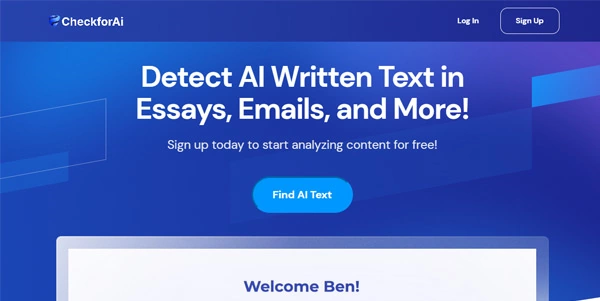 CheckforAi
Log In
Sign Up
Detect AI Written Text in
Essays, Emails, and More!
Sign up today to start analyzing content for free!
Find AI Text
Welcome Ben!